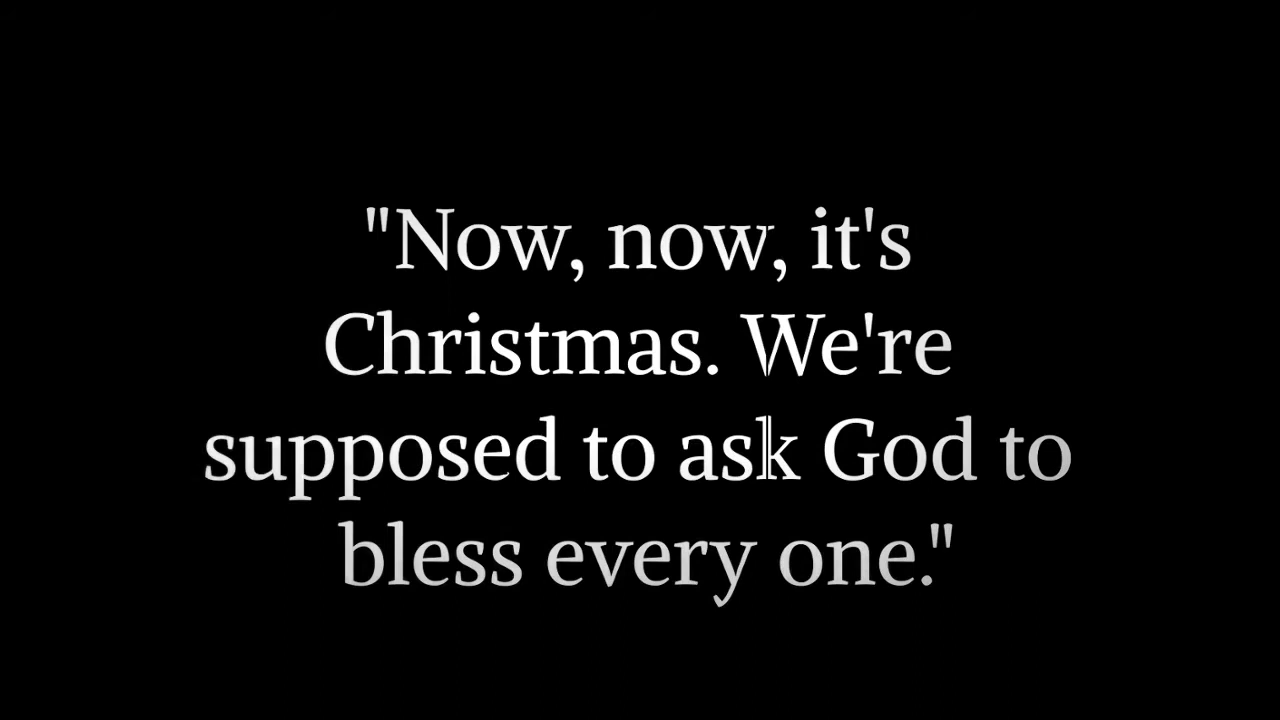 "Now, now, it's
Christmas. We're
supposed to ask God to
bless every one."